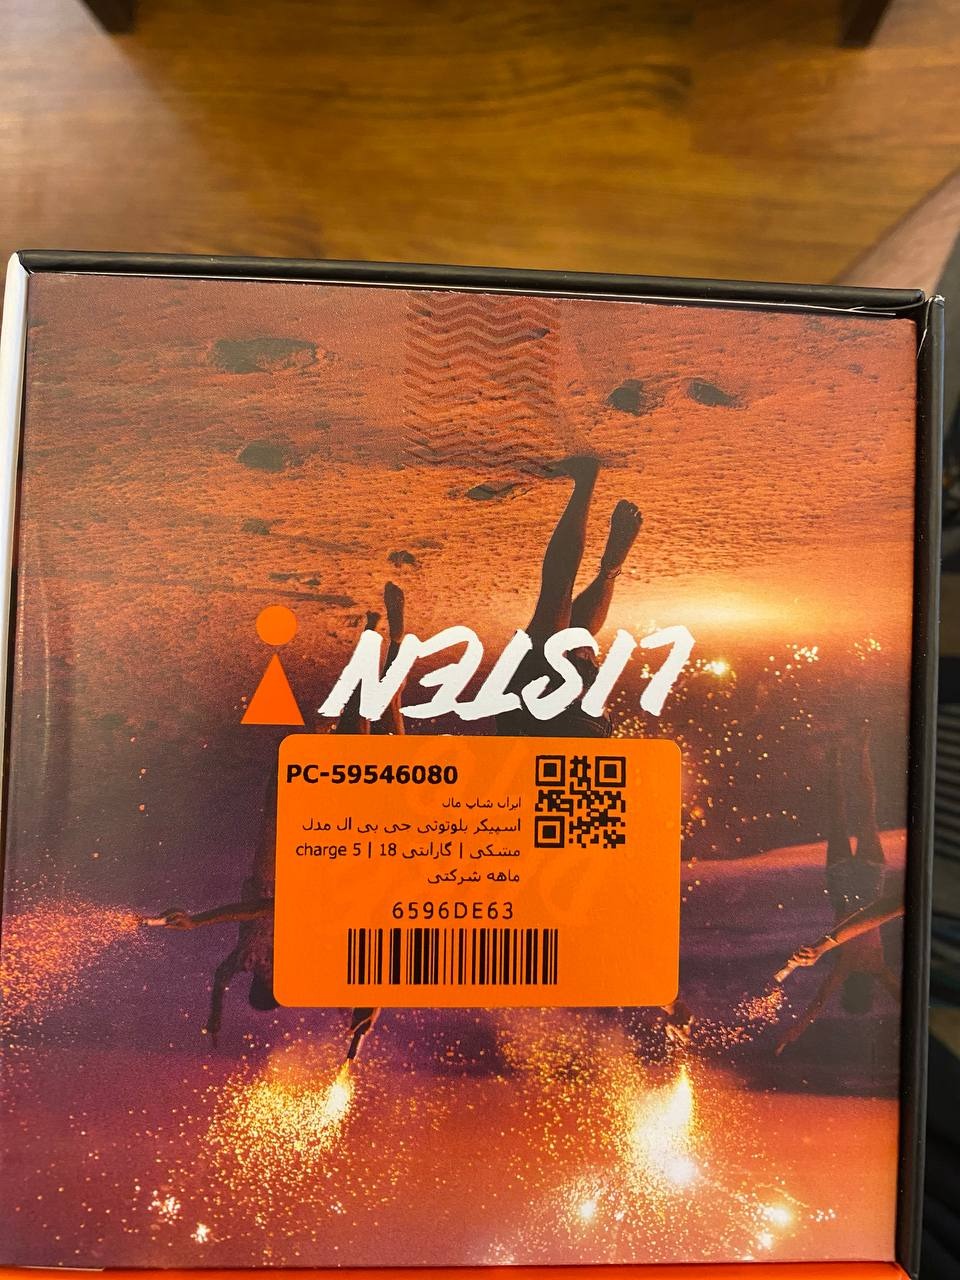 LISTEN
PC-59546080
ایران شاپ مال
اسپیکر بلوتوثی جی بی ال مدل
charge 5 | مشکی | گارانتی 18
ماهه شرکتی
6596DE63